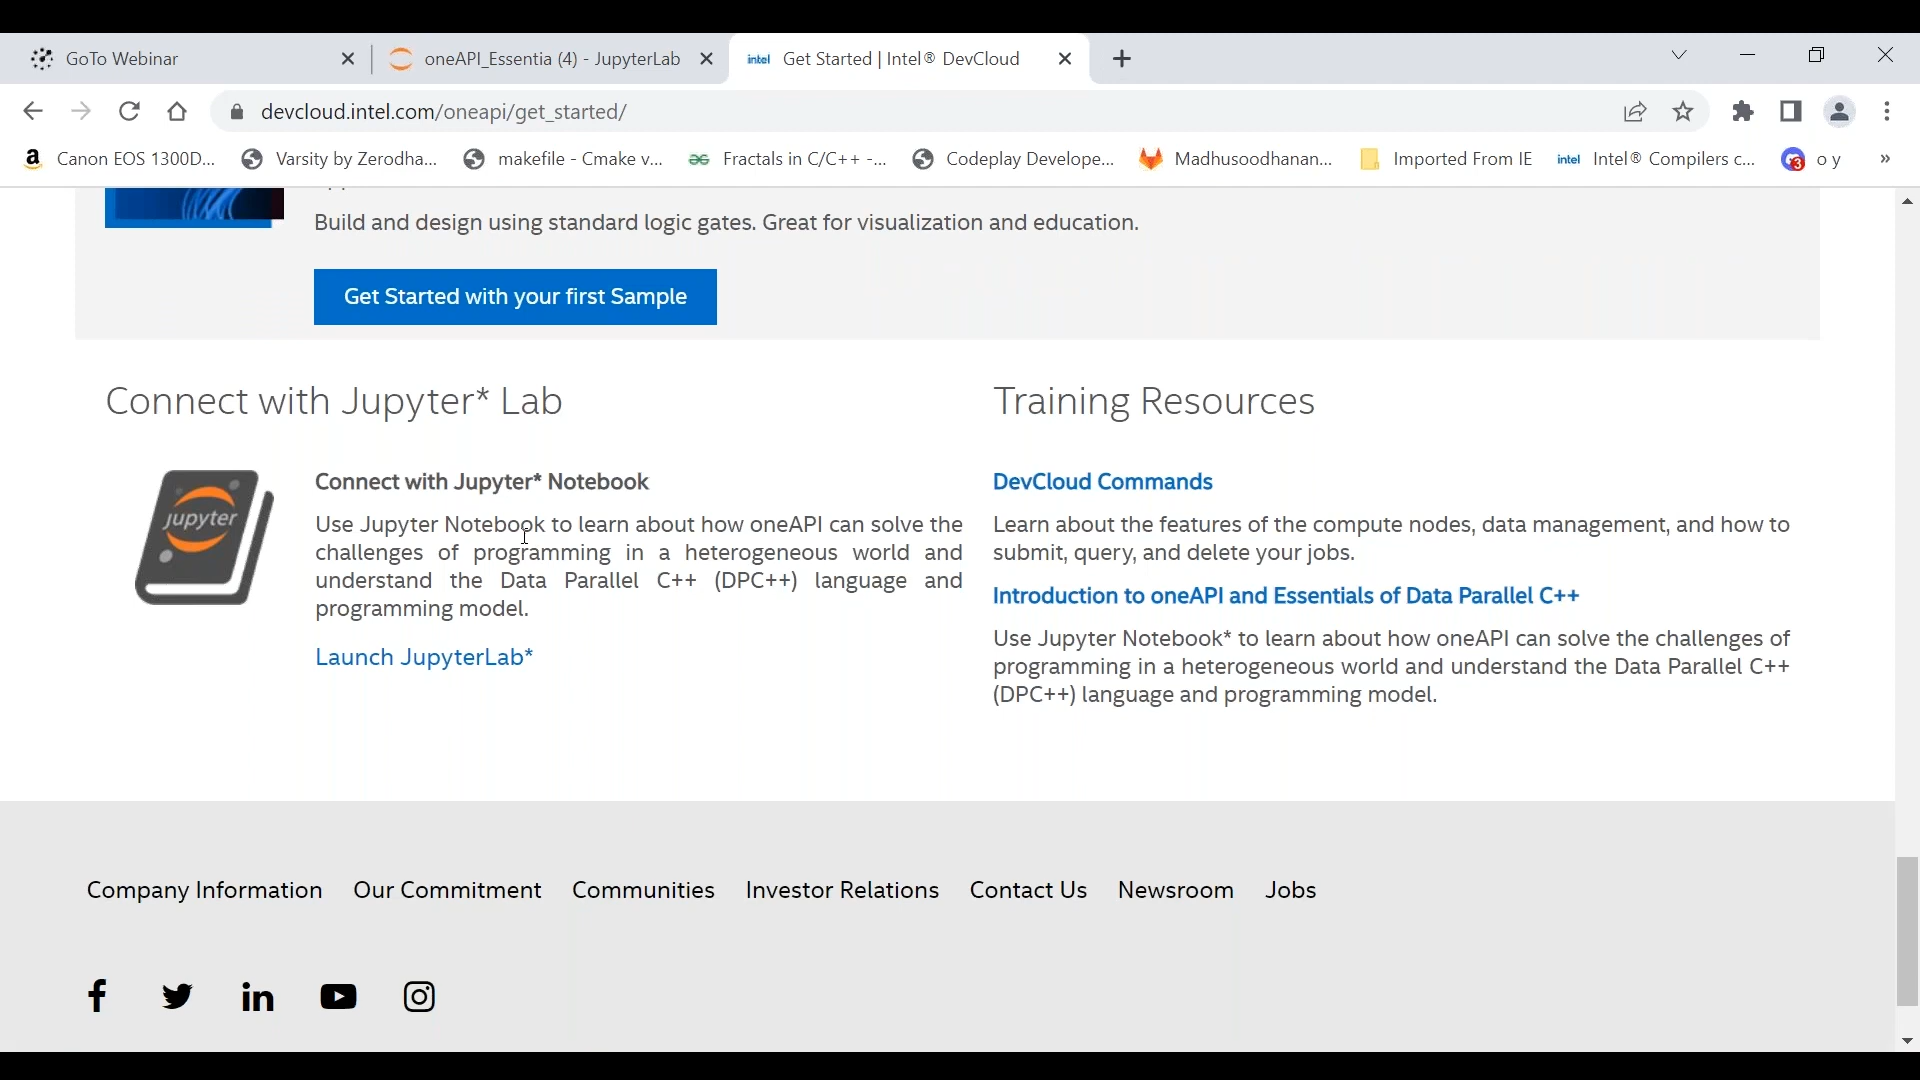 GoTo Webinar
oneAPI_Essentia (4) - JupyterLab
intel Get Started | Intel® DevCloud
devcloud.intel.com/oneapi/get_started/
a Canon EOS 1300D... Varsity by Zerodha... makefile - Cmake v... Fractals in C/C++ -... Codeplay Develope... Madhusoodhanan... Imported From IE intel Intel® Compilers c... 3 o y »
Build and design using standard logic gates. Great for visualization and education.
Get Started with your first Sample
Connect with Jupyter* Lab
jupyter
Connect with Jupyter* Notebook
Use Jupyter Notebook to learn about how oneAPI can solve the
challenges of programming in a heterogeneous world and
understand the Data Parallel C++ (DPC++) language and
programming model.
Launch JupyterLab*
Training Resources
DevCloud Commands
Learn about the features of the compute nodes, data management, and how to
submit, query, and delete your jobs.
Introduction to oneAPI and Essentials of Data Parallel C++
Use Jupyter Notebook* to learn about how oneAPI can solve the challenges of
programming in a heterogeneous world and understand the Data Parallel C++
(DPC++) language and programming model.
Company Information Our Commitment Communities Investor Relations Contact Us Newsroom Jobs
f in